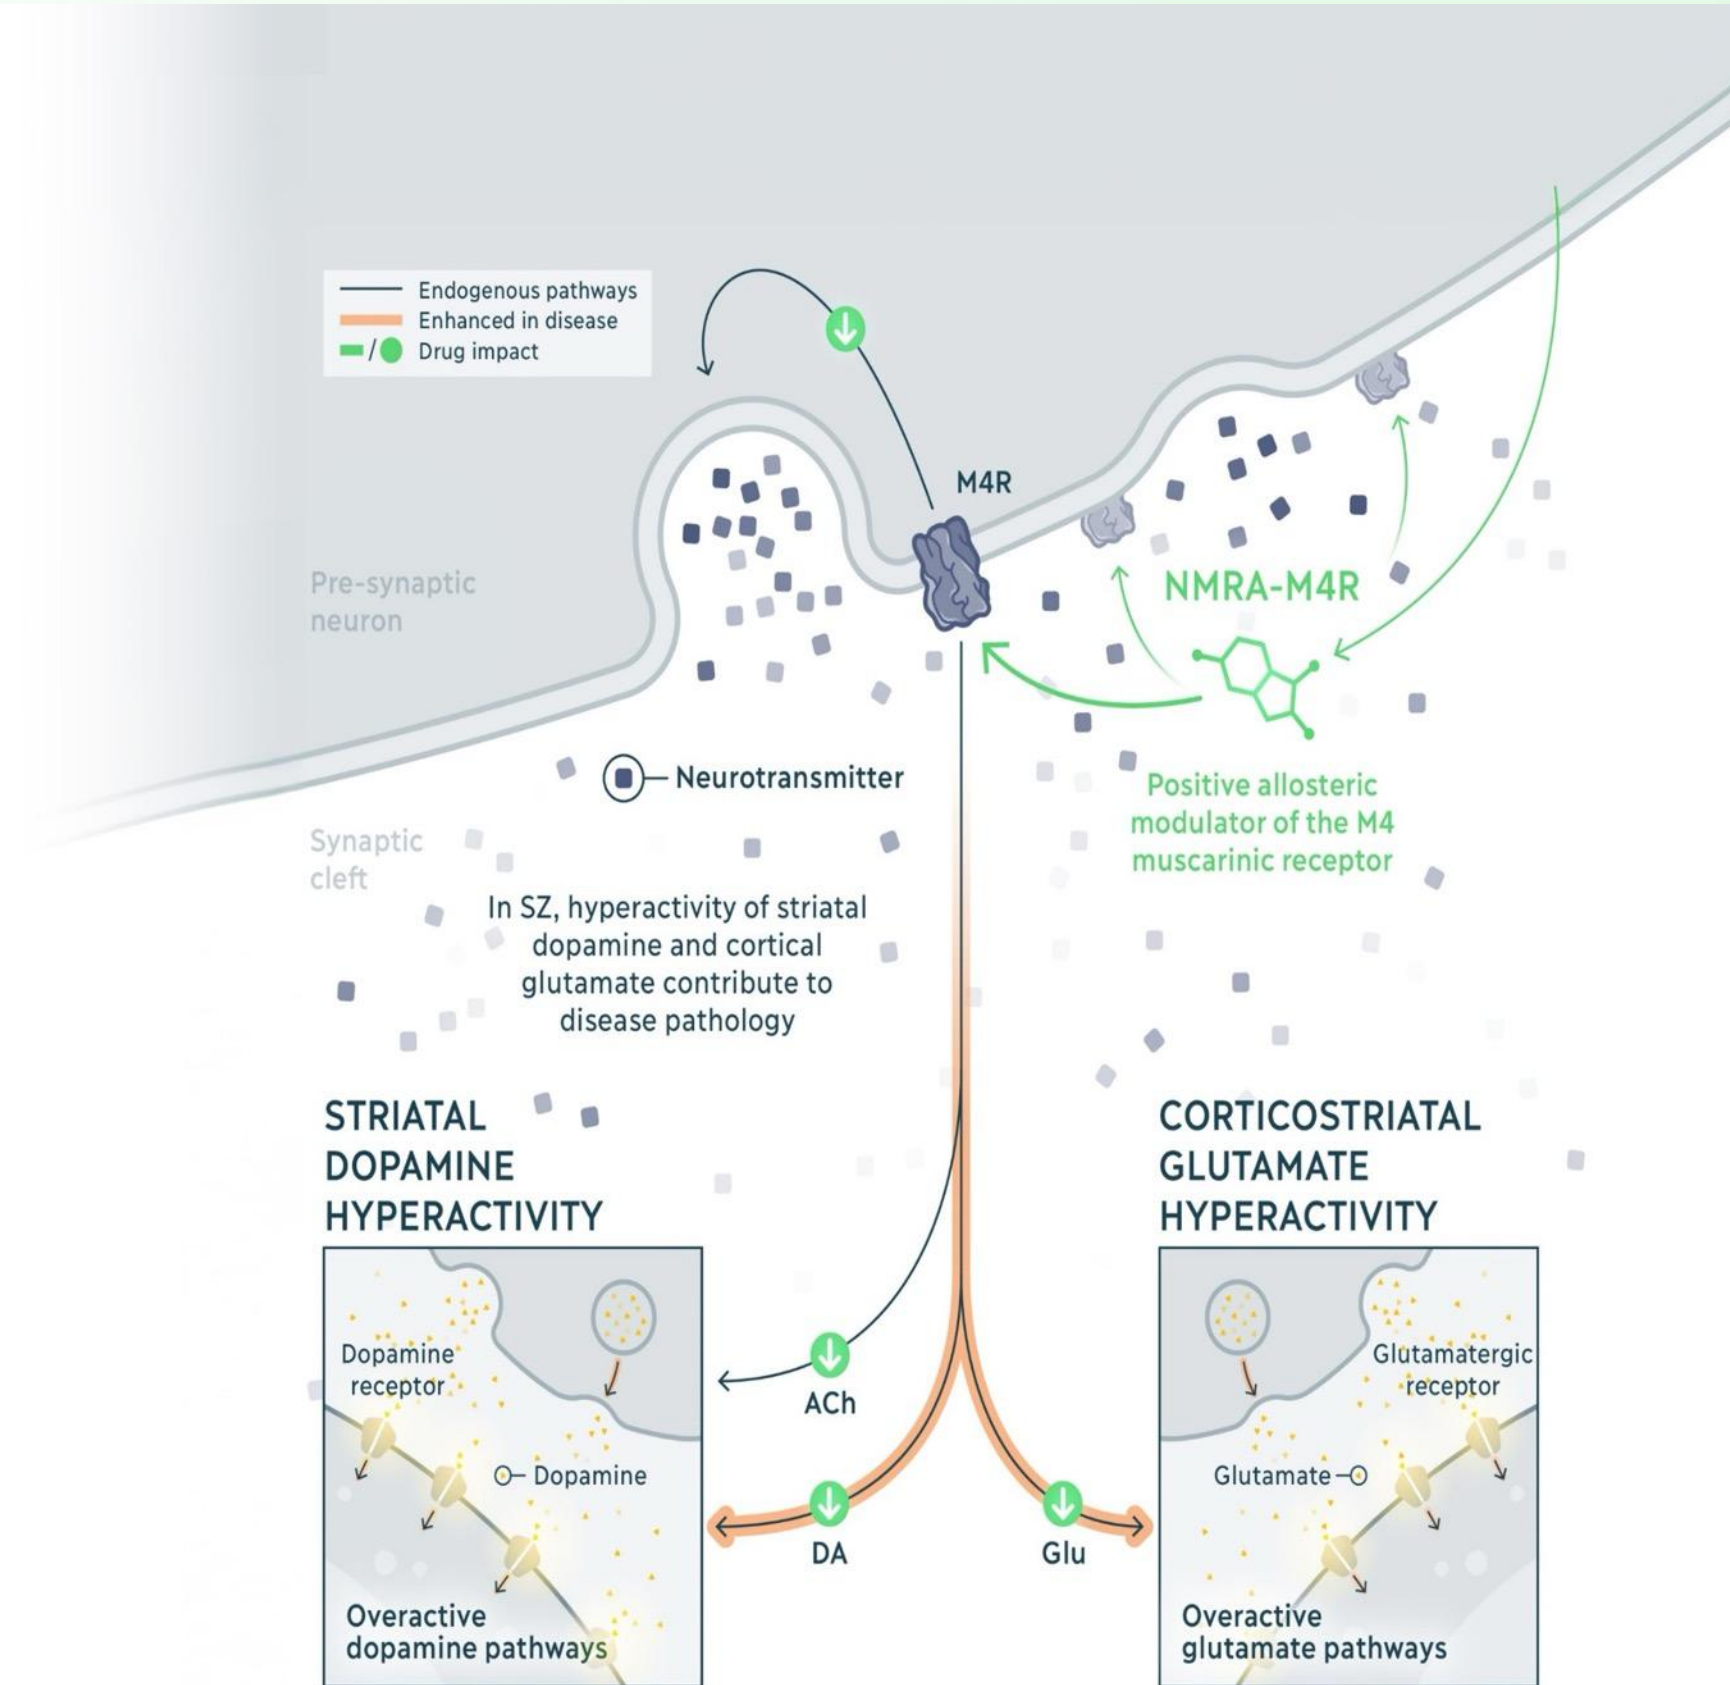 Endogenous pathways
Enhanced in disease
/ Drug impact
M4R
Pre-synaptic
neuron
NMRA-M4R
Neurotransmitter
Positive allosteric
modulator of the M4
muscarinic receptor
Synaptic
cleft
In SZ, hyperactivity of striatal
dopamine and cortical
glutamate contribute to
disease pathology
STRIATAL
DOPAMINE
HYPERACTIVITY
CORTICOSTRIATAL
GLUTAMATE
HYPERACTIVITY
Dopamine
receptor
Dopamine
Overactive
dopamine pathways
ACh
DA
Glu
Glutamatergic
receptor
Glutamate
Overactive
glutamate pathways